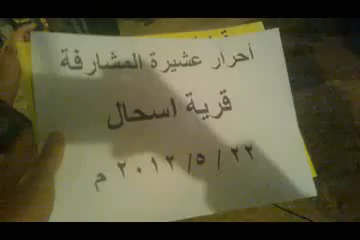 أحرار عشيرة المشارفة
قرية اسحال
٢٢ / ٥ / ٢٠١٢ م